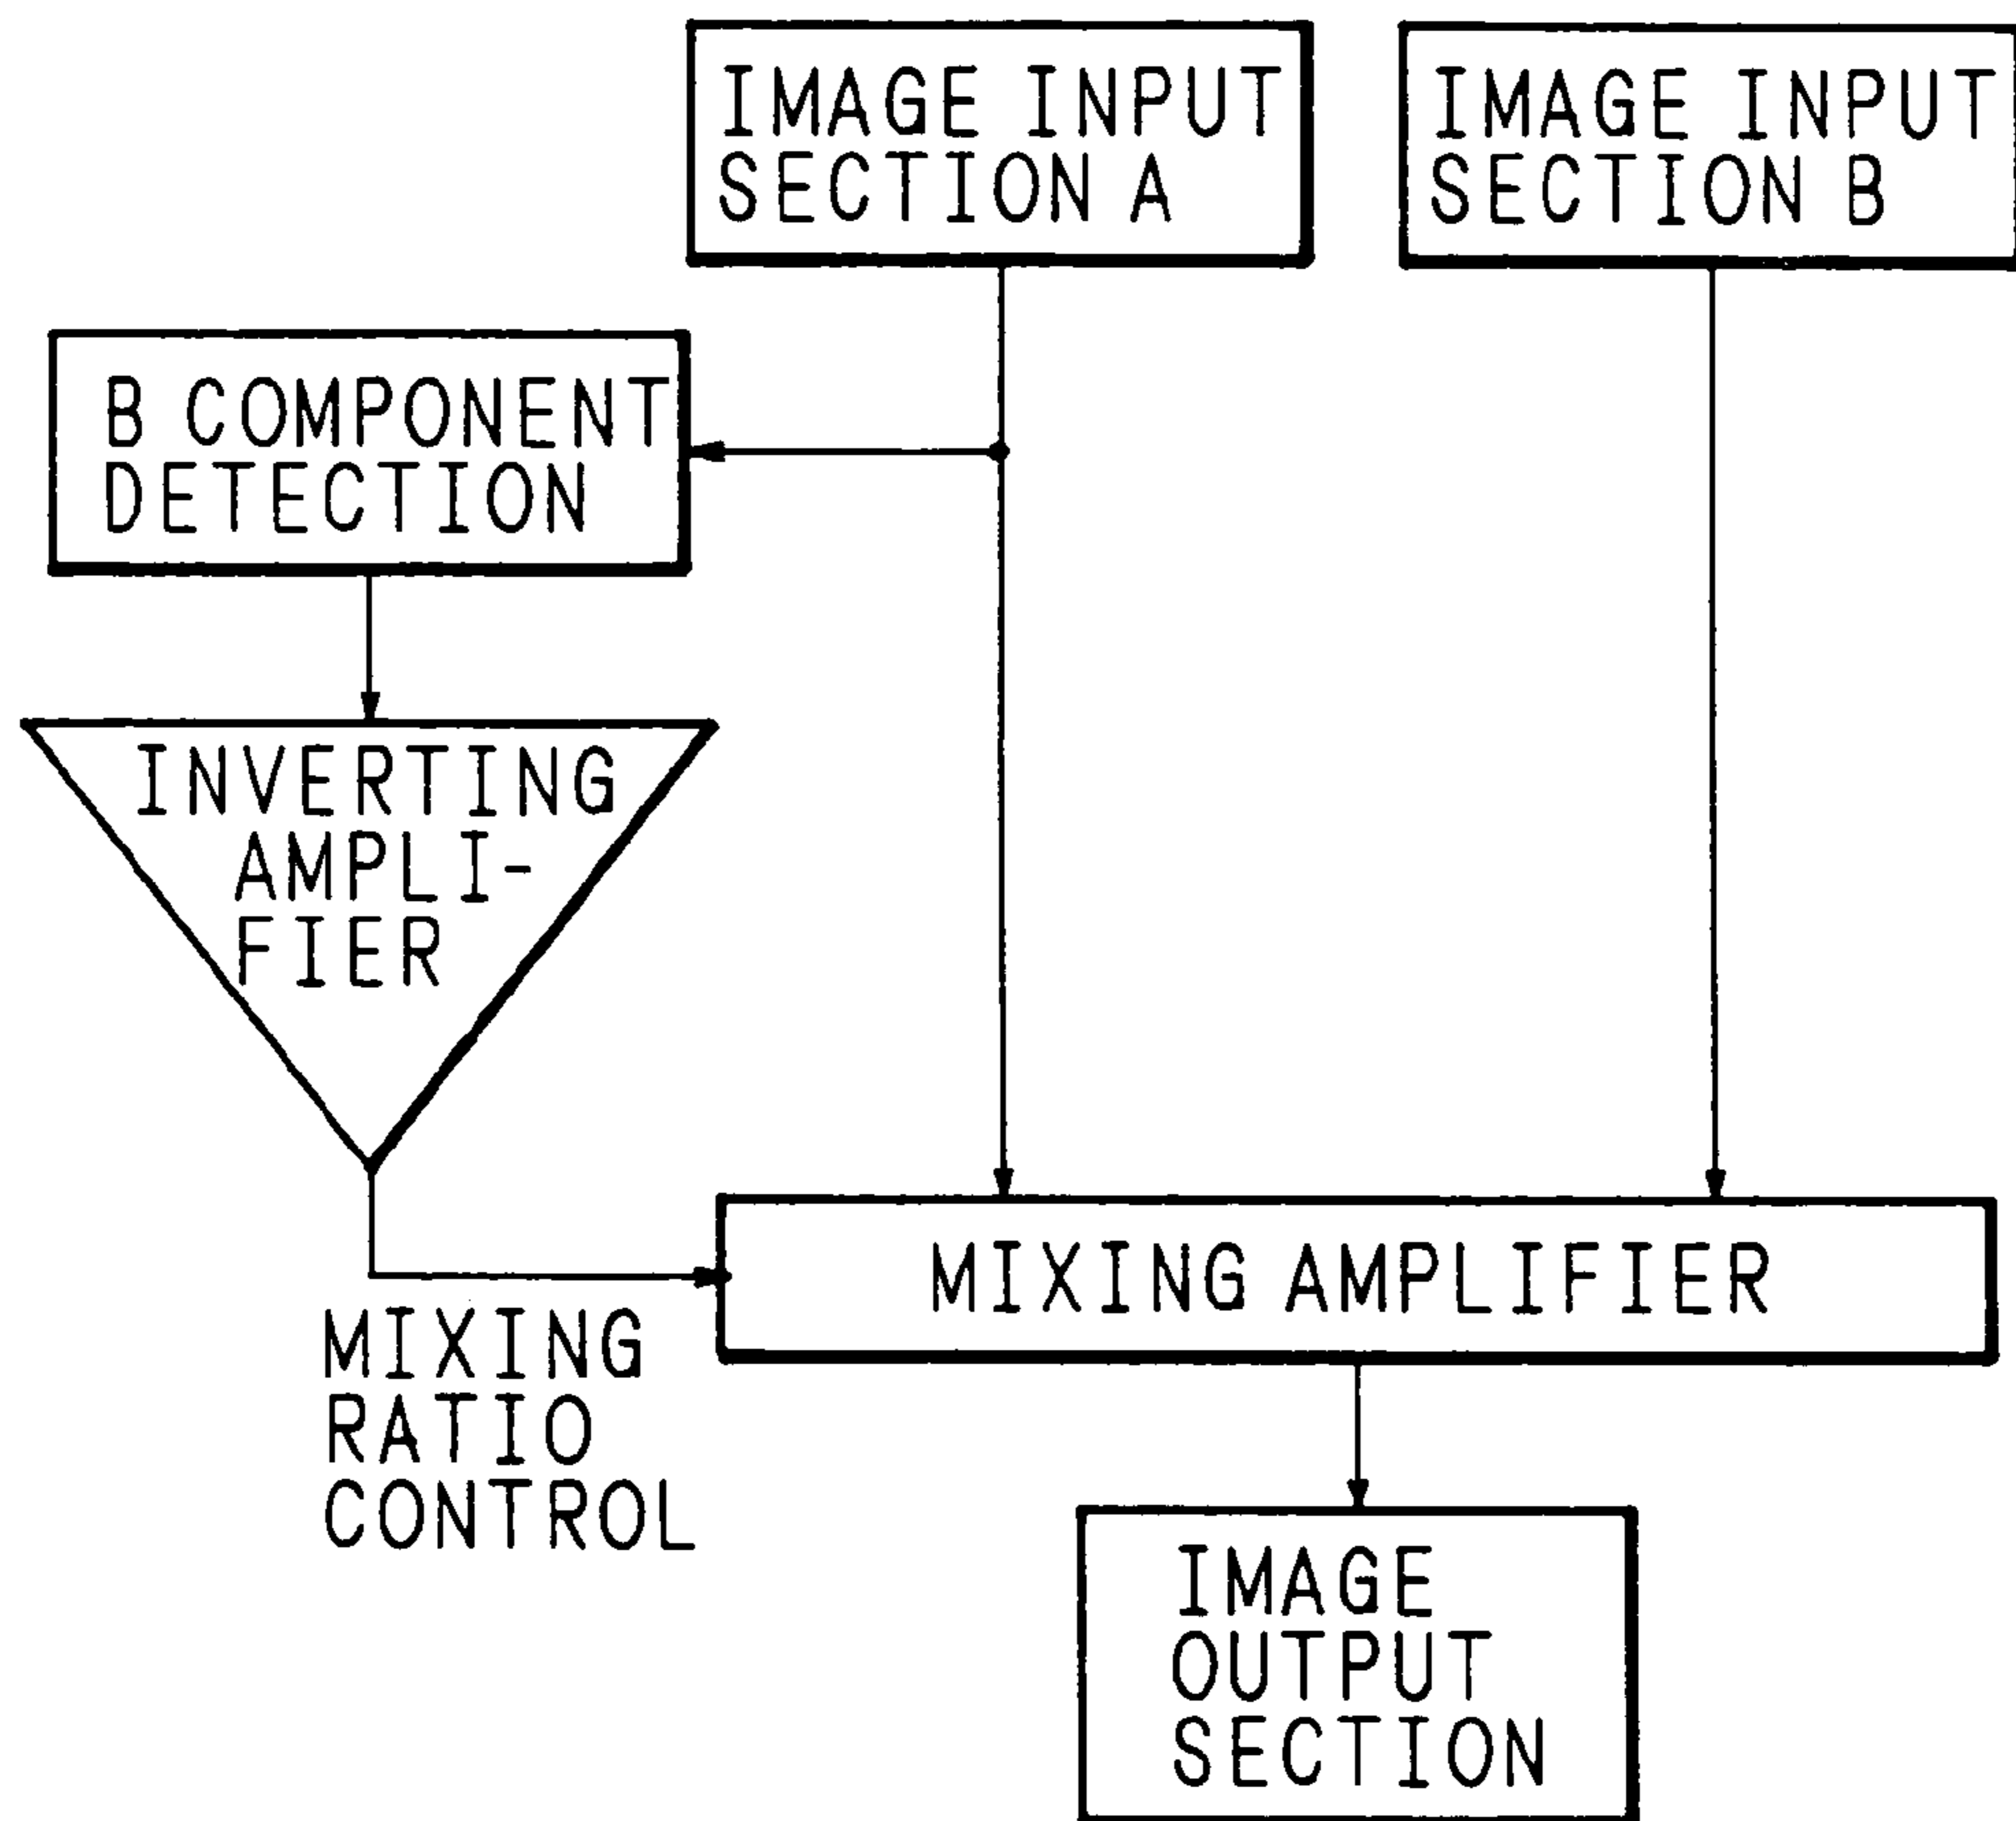 IMAGE INPUT
SECTION A
IMAGE INPUT
SECTION B
B COMPONENT
DETECTION
INVERTING
AMPLI-
FIER
MIXING AMPLIFIER
MIXING
RATIO
CONTROL
IMAGE
OUTPUT
SECTION